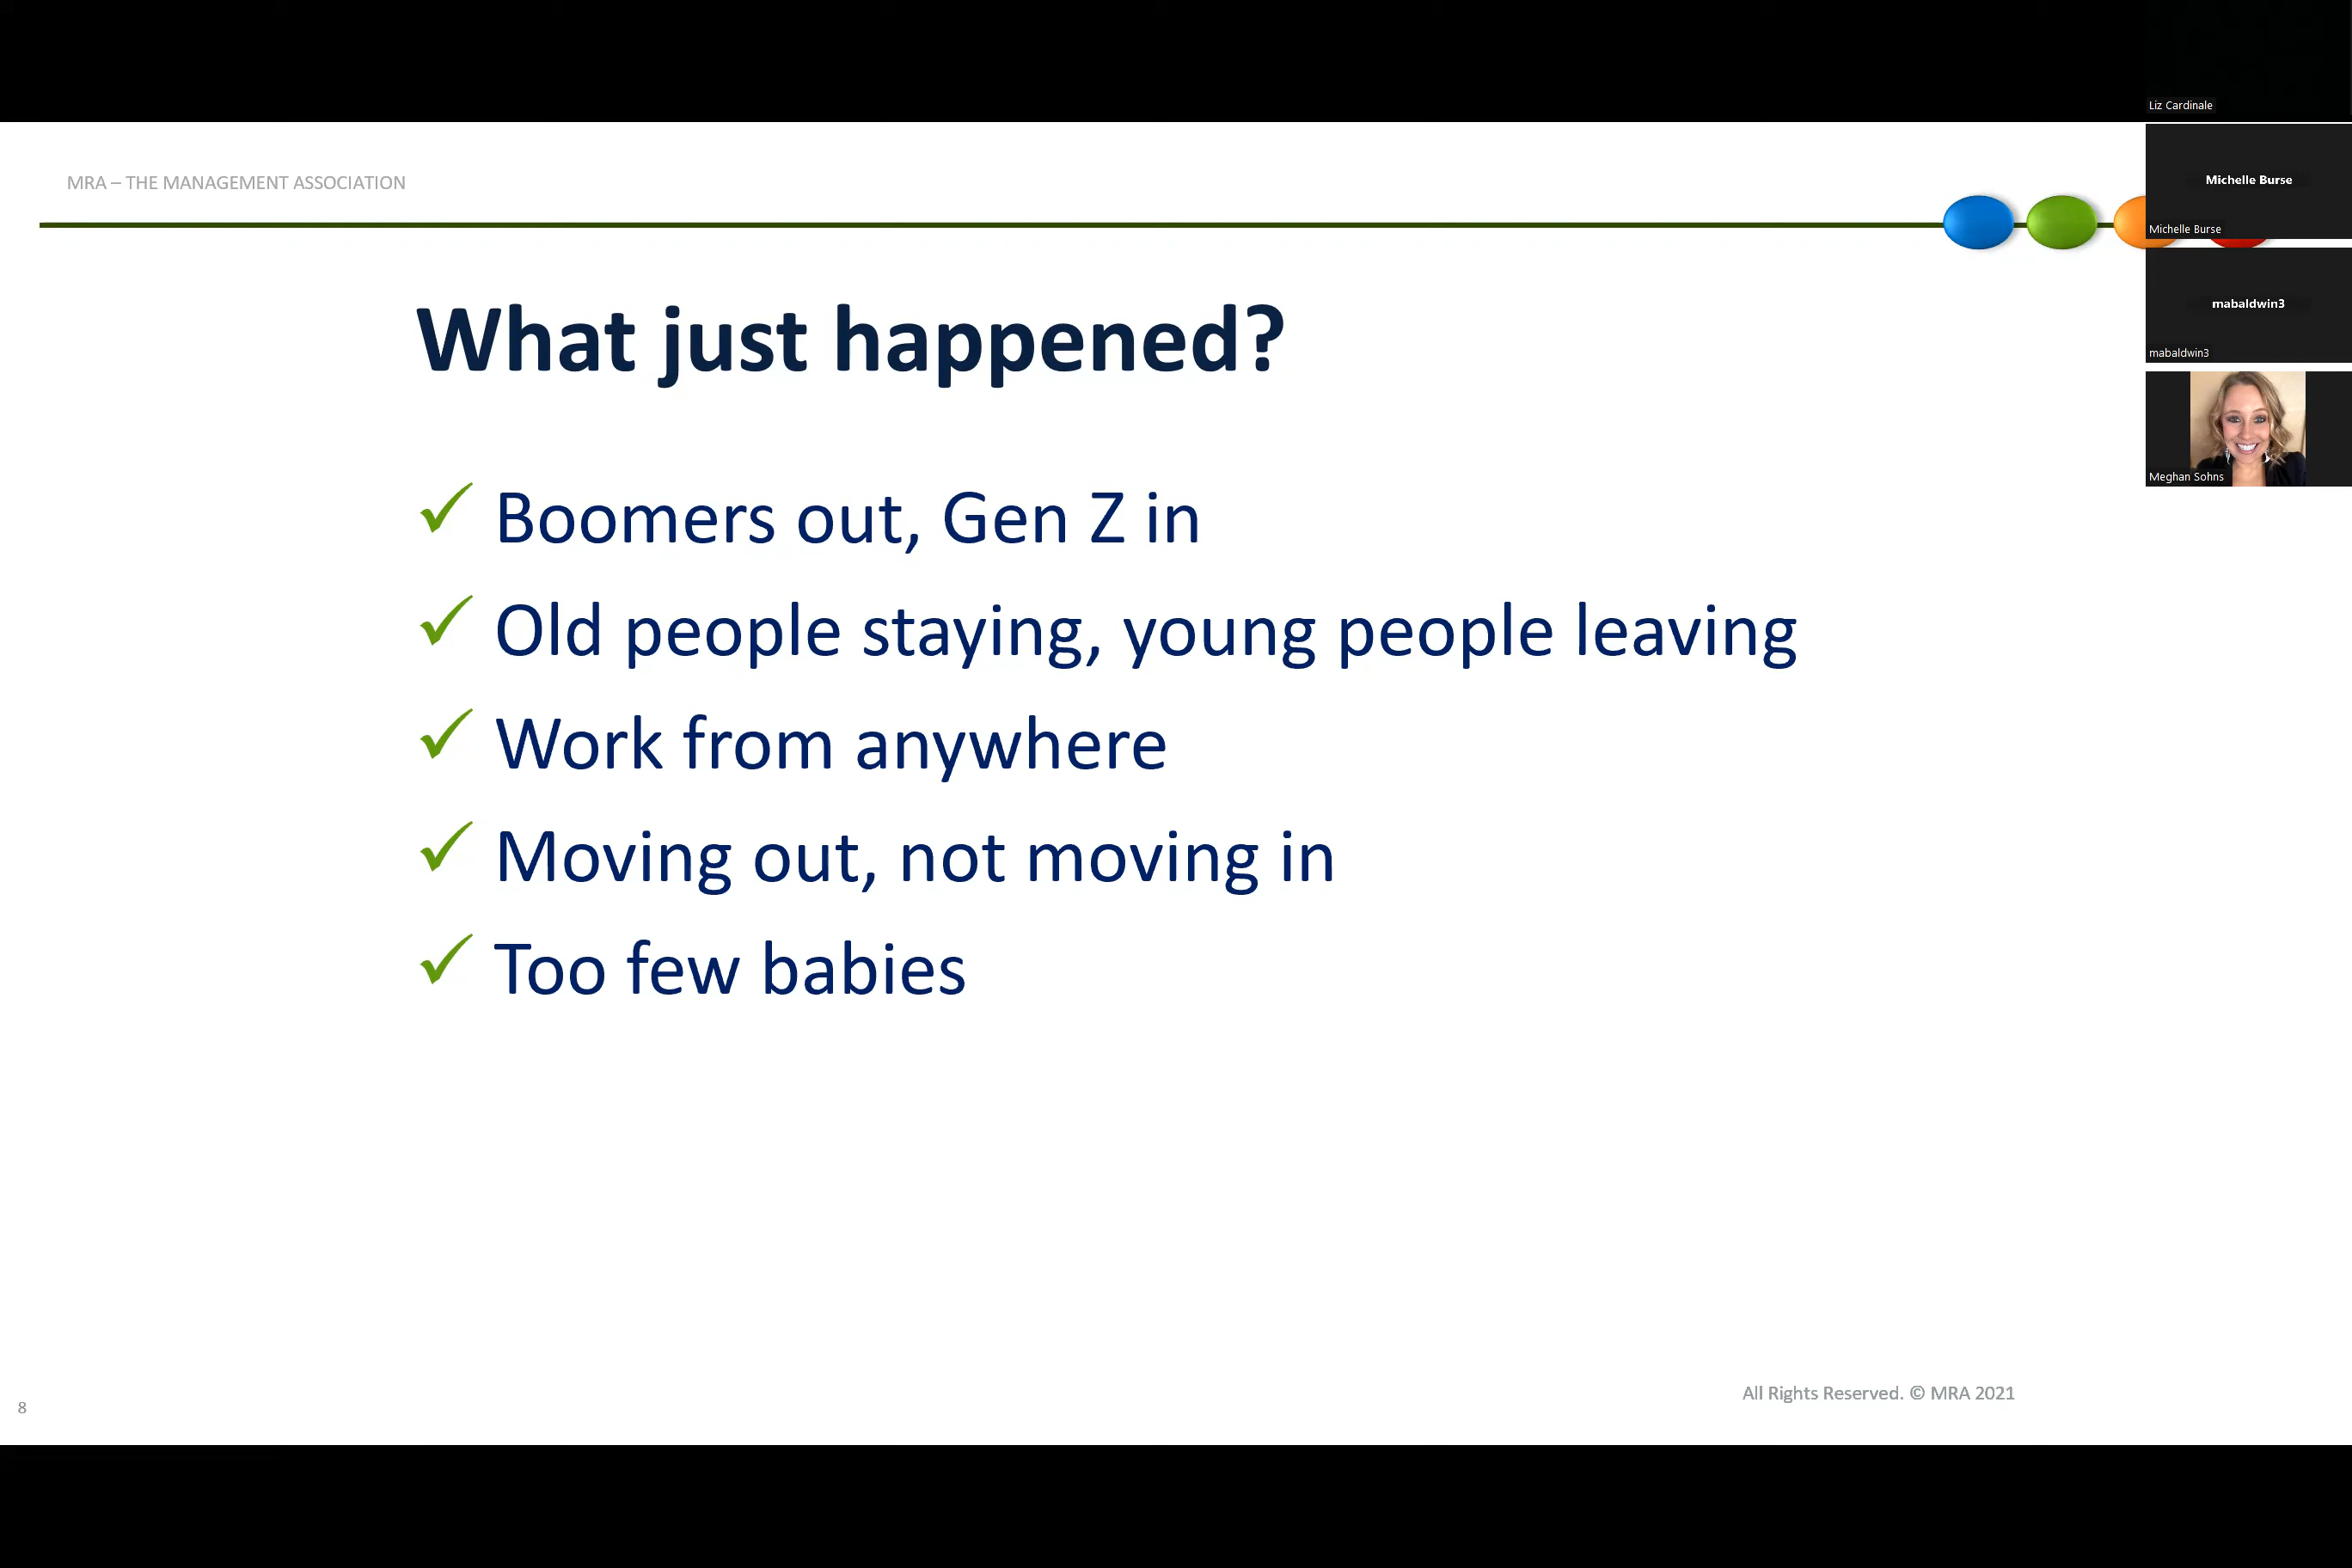 Liz Cardinale
MRA – THE MANAGEMENT ASSOCIATION
Michelle Burse
Michelle Burse
mabaldwin3
mabaldwin3
Meghan Sohns
What just happened?
Boomers out, Gen Z in
Old people staying, young people leaving
Work from anywhere
Moving out, not moving in
Too few babies
All Rights Reserved. © MRA 2021
8